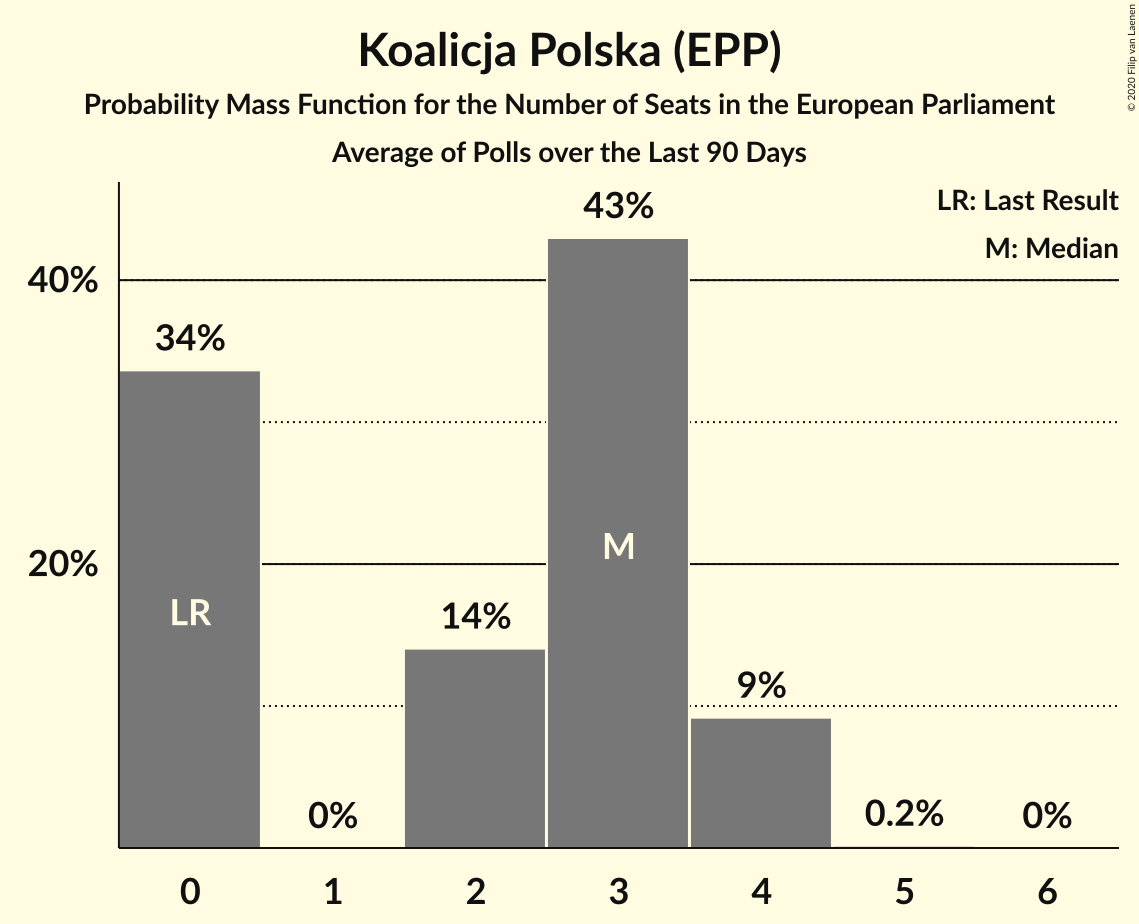 Koalicja Polska (EPP)
Probability Mass Function for the Number of Seats in the European Parliament
Average of Polls over the Last 90 Days
© 2020 Filip van Laenen
LR: Last Result
M: Median
43%
40%
34%
20%
M
LR
14%
9%
0%
0.2%
0%
0 1 2 3 4 5 6